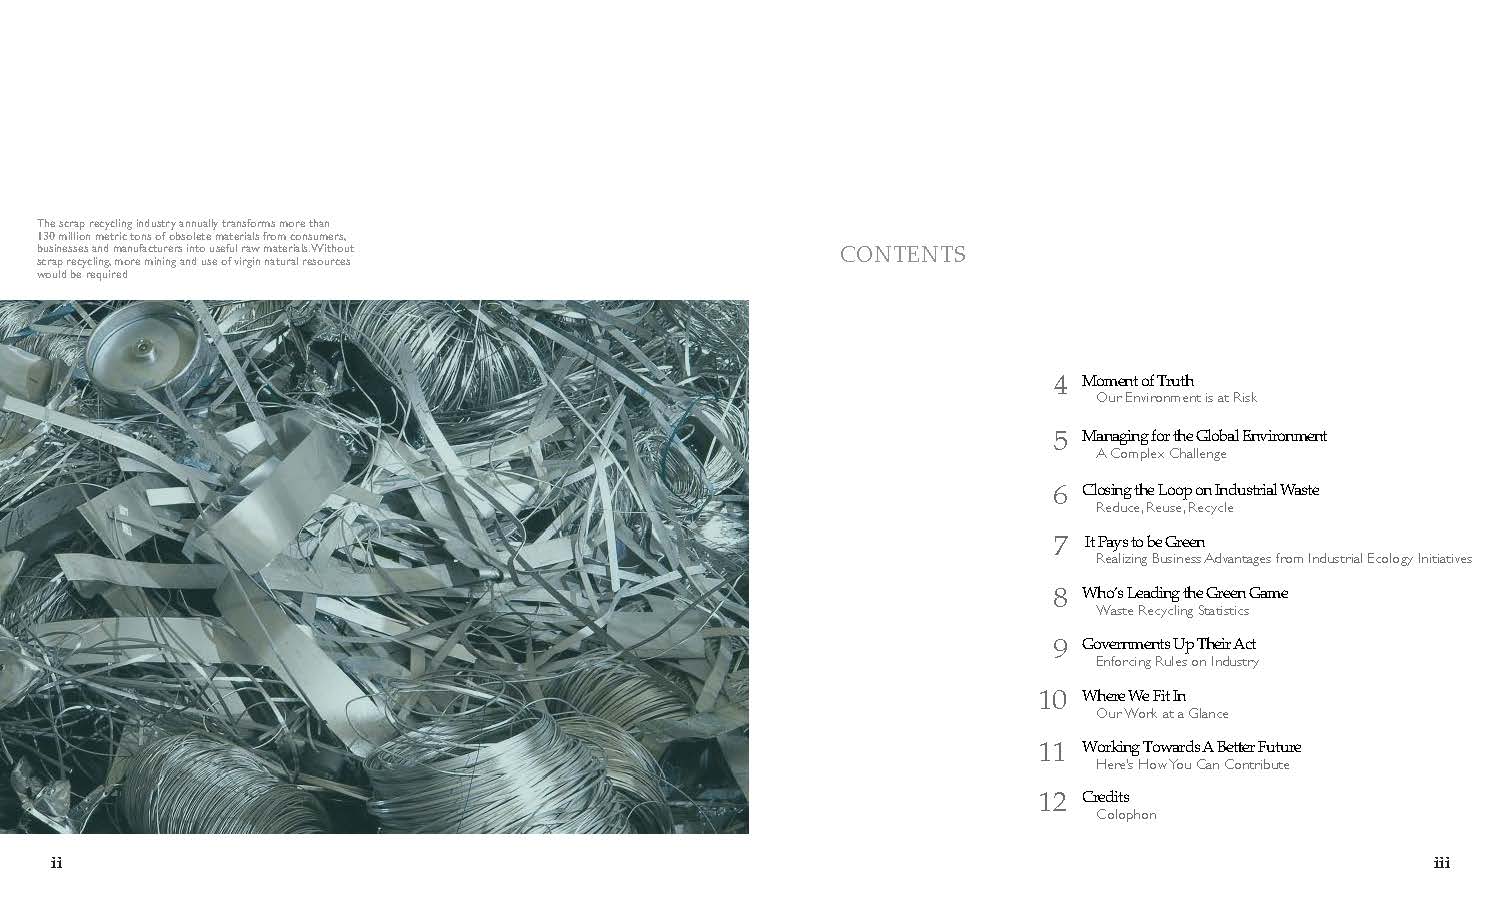 The scrap recycling industry annually transforms more than
130 million metric tons of obsolete materials from consumers,
businesses and manufacturers into useful raw materials. Without
scrap recycling, more mining and use of virgin natural resources
would be required
CONTENTS
4 Moment of Truth
Our Environment is at Risk
5 Managing for the Global Environment
A Complex Challenge
6 Closing the Loop on Industrial Waste
Reduce, Reuse, Recycle
7 It Pays to be Green
Realizing Business Advantages from Industrial Ecology Initiatives
8 Who's Leading the Green Game
Waste Recycling Statistics
9 Governments Up Their Act
Enforcing Rules on Industry
10 Where We Fit In
Our Work at a Glance
11 Working Towards A Better Future
Here's How You Can Contribute
12 Credits
Colophon
ii
iii